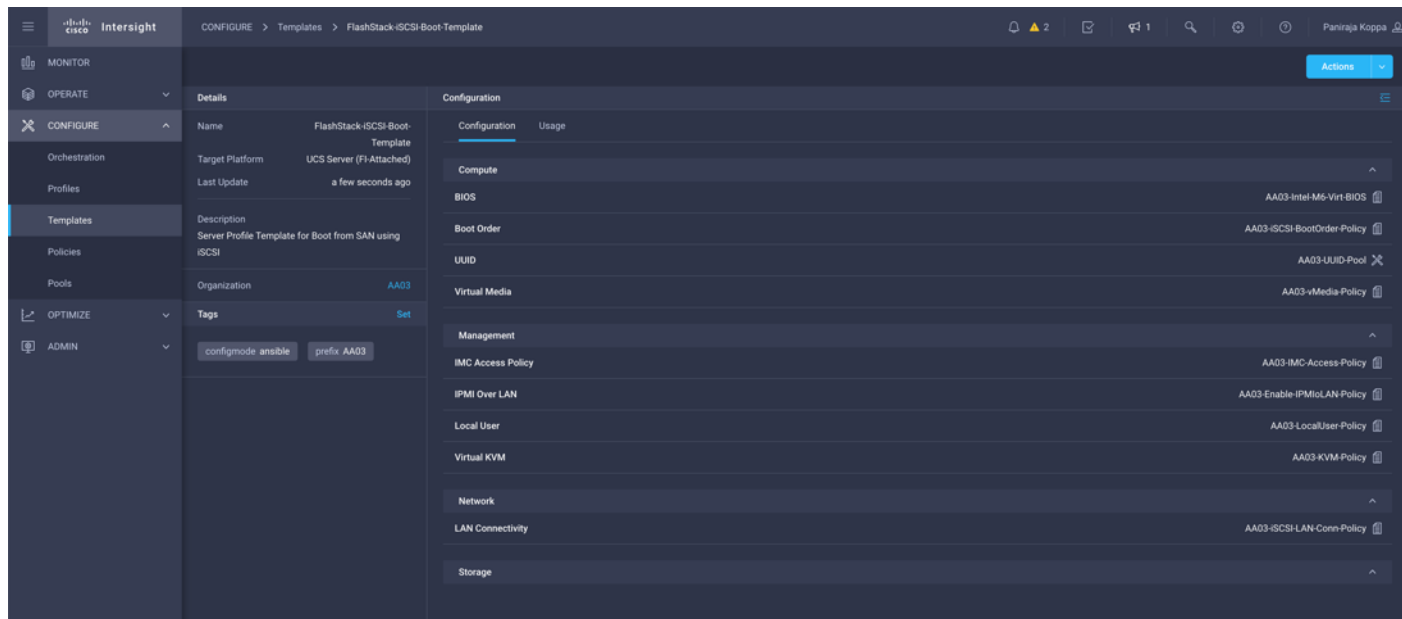 cisco Intersight
CONFIGURE > Templates > FlashStack-iSCSI-Boot-Template
2
1
Paniraja Koppa
MONITOR
OPERATE
CONFIGURE
Orchestration
Profiles
Templates
Policies
Pools
OPTIMIZE
ADMIN
Actions
Details
Name FlashStack-iSCSI-Boot-
Template
Target Platform UCS Server (FI-Attached)
Last Update a few seconds ago
Description
Server Profile Template for Boot from SAN using
iSCSI
Organization AA03
Tags Set
configmode ansible prefix AA03
Configuration
Configuration Usage
Compute
BIOS AA03-Intel-M6-Virt-BIOS
Boot Order AA03-iSCSI-BootOrder-Policy
UUID AA03-UUID-Pool
Virtual Media AA03-vMedia-Policy
Management
IMC Access Policy AA03-IMC-Access-Policy
IPMI Over LAN AA03-Enable-IPMIoLAN-Policy
Local User AA03-LocalUser-Policy
Virtual KVM AA03-KVM-Policy
Network
LAN Connectivity AA03-iSCSI-LAN-Conn-Policy
Storage